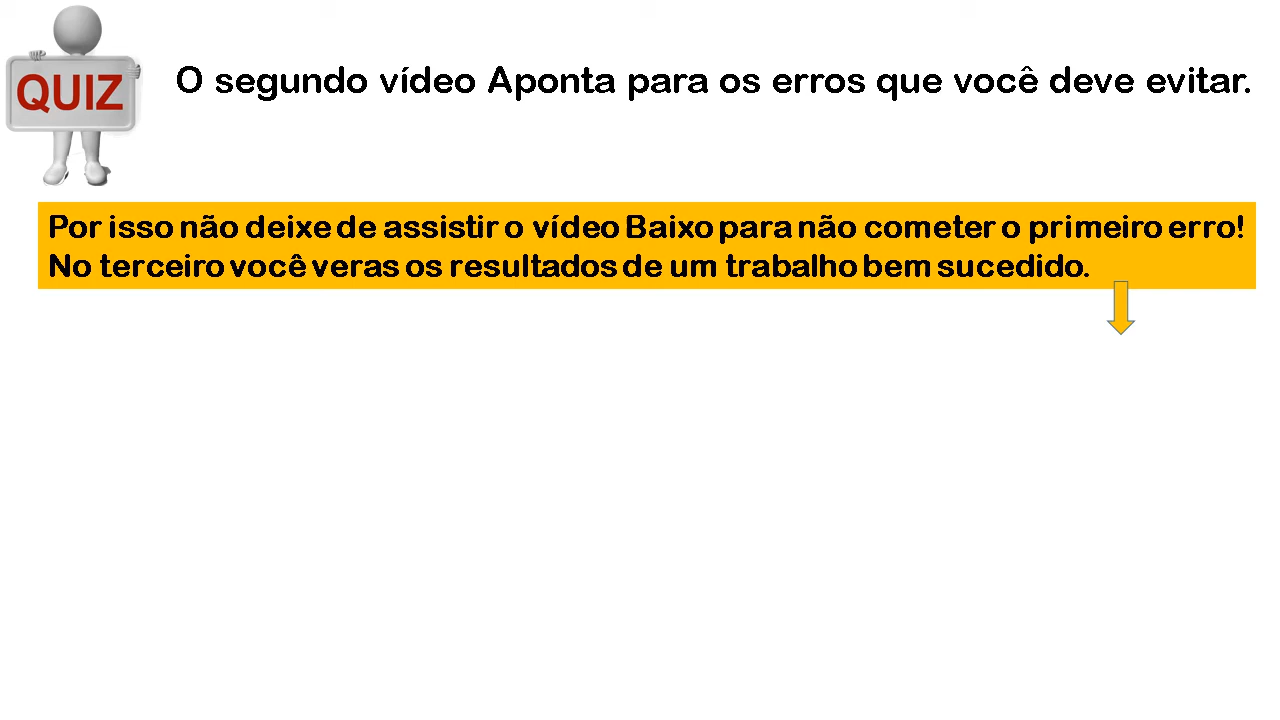 QUIZ
O segundo vídeo Aponta para os erros que você deve evitar.
Por isso não deixe de assistir o vídeo Baixo para não cometer o primeiro erro!
No terceiro você veras os resultados de um trabalho bem sucedido.